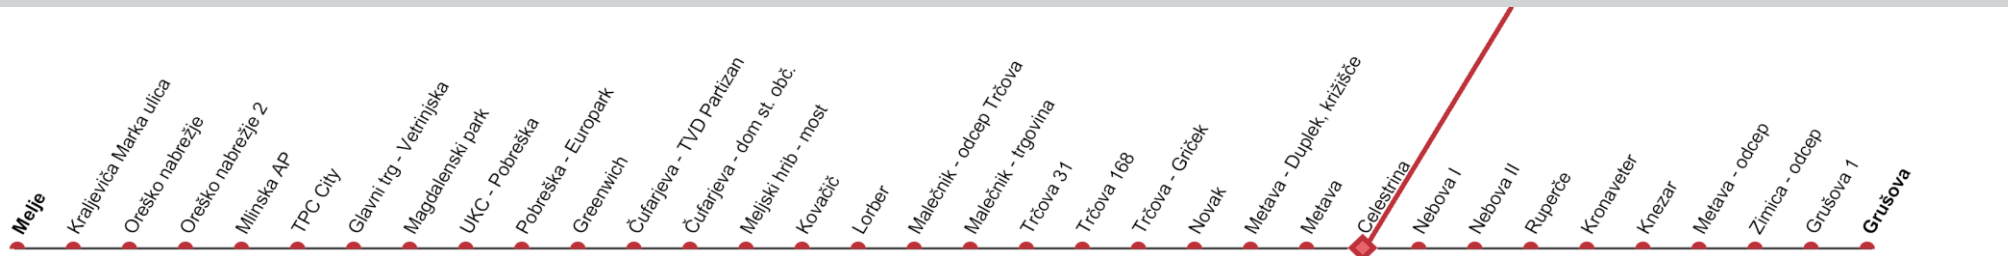 Melje
Kraljeviča Marka ulica
Oreško nabrežje
Oreško nabrežje 2
Mlinska AP
TPC City
Glavni trg - Vetrinjska
Magdalenski park
UKC - Pobreška
Pobreška - Europark
Greenwich
Čufarjeva - TVD Partizan
Čufarjeva - dom st. obč.
Meljski hrib - most
Kovačič
Lorber
Malečnik - odcep Trčova
Malečnik - trgovina
Trčova 31
Trčova 168
Trčova - Griček
Novak
Metava - Duplek, križišče
Metava
Celestrina
Nebova I
Nebova II
Ruperče
Kronaveter
Knezar
Metava - odcep
Zimica - odcep
Grušova 1
Grušova